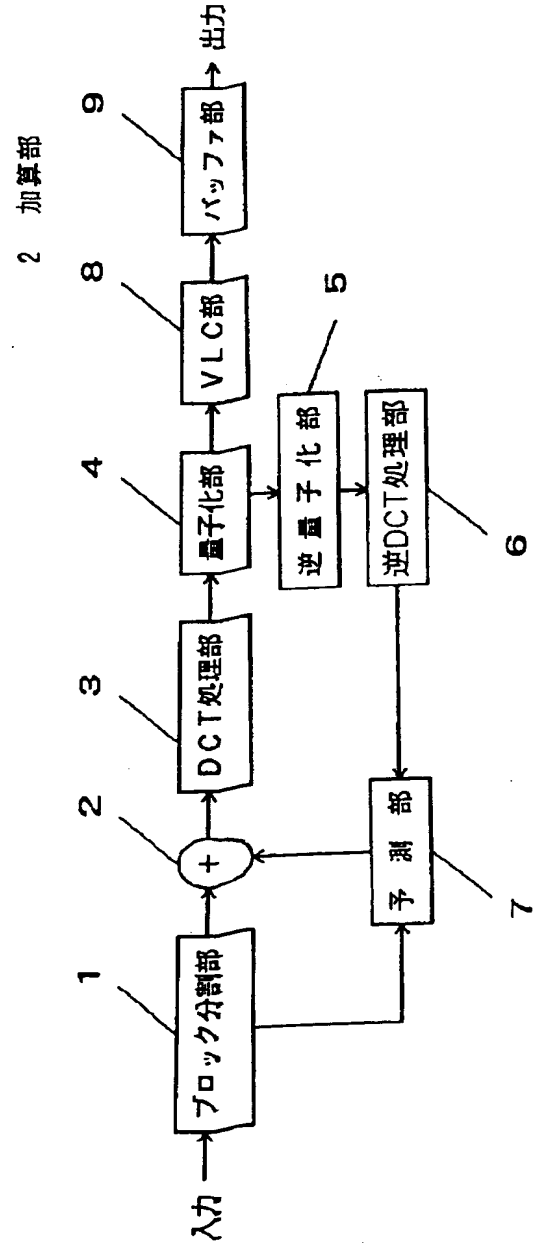 2 加算部
1
2
3
4
8
9
入力
ブロック分割部
+
DCT処理部
量子化部
VLC部
バッファ部
出力
逆量子化部
5
逆DCT処理部
6
予測部
7